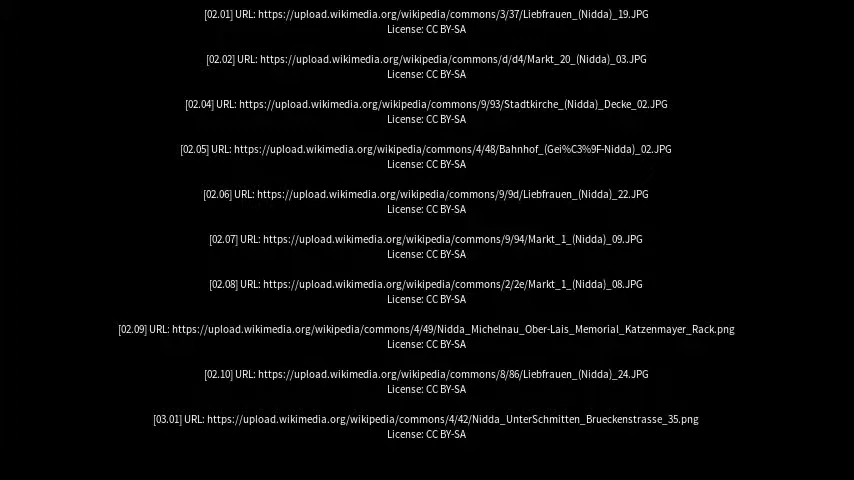 [02.01] URL: https://upload.wikimedia.org/wikipedia/commons/3/37/Liebfrauen_(Nidda)_19.JPG
License: CC BY-SA
[02.02] URL: https://upload.wikimedia.org/wikipedia/commons/d/d4/Markt_20_(Nidda)_03.JPG
License: CC BY-SA
[02.04] URL: https://upload.wikimedia.org/wikipedia/commons/9/93/Stadtkirche_(Nidda)_Decke_02.JPG
License: CC BY-SA
[02.05] URL: https://upload.wikimedia.org/wikipedia/commons/4/48/Bahnhof_(Gei%C3%9F-Nidda)_02.JPG
License: CC BY-SA
[02.06] URL: https://upload.wikimedia.org/wikipedia/commons/9/9d/Liebfrauen_(Nidda)_22.JPG
License: CC BY-SA
[02.07] URL: https://upload.wikimedia.org/wikipedia/commons/9/94/Markt_1_(Nidda)_09.JPG
License: CC BY-SA
[02.08] URL: https://upload.wikimedia.org/wikipedia/commons/2/2e/Markt_1_(Nidda)_08.JPG
License: CC BY-SA
[02.09] URL: https://upload.wikimedia.org/wikipedia/commons/4/49/Nidda_Michelnau_Ober-Lais_Memorial_Katzenmayer_Rack.png
License: CC BY-SA
[02.10] URL: https://upload.wikimedia.org/wikipedia/commons/8/86/Liebfrauen_(Nidda)_24.JPG
License: CC BY-SA
[03.01] URL: https://upload.wikimedia.org/wikipedia/commons/4/42/Nidda_UnterSchmitten_Brueckenstrasse_35.png
License: CC BY-SA